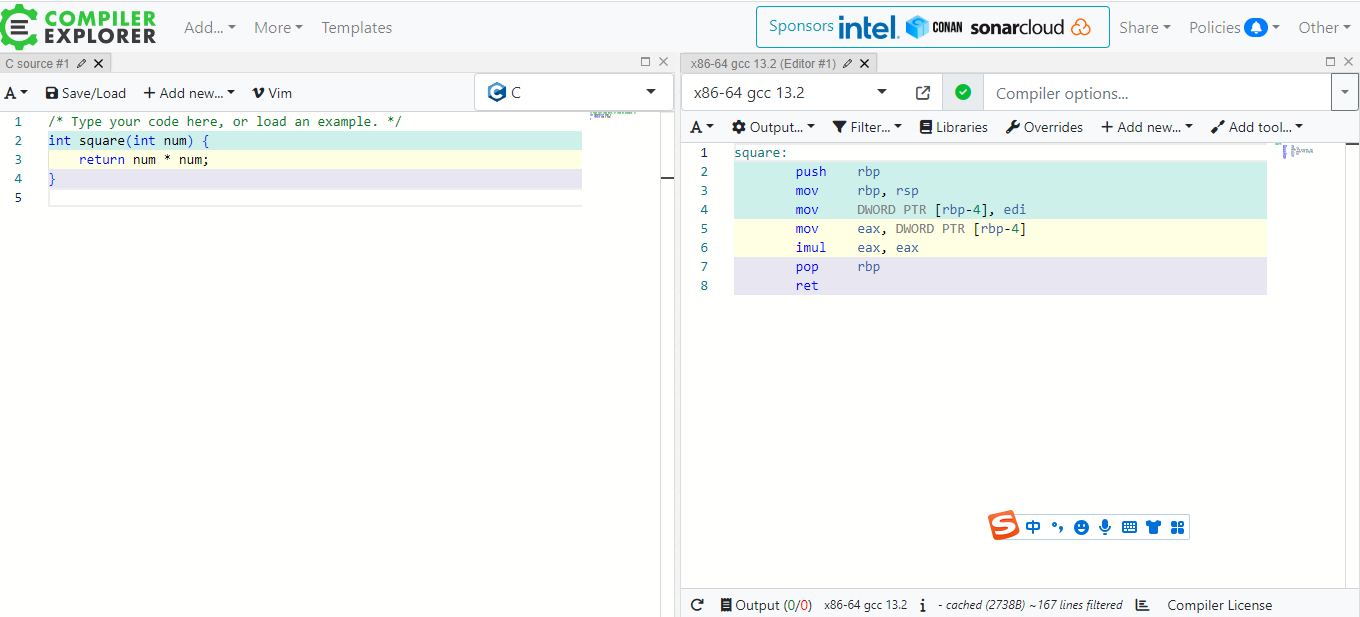 COMPILER EXPLORER Add... More Templates Sponsors intel. CONAN sonarcloud Share Policies Other
C source #1
A Save/Load + Add new... Vim C
1 /* Type your code here, or load an example. */
2 int square(int num) {
3     return num * num;
4 }
5
x86-64 gcc 13.2 (Editor #1)
x86-64 gcc 13.2 Compiler options...
A Output... Filter... Libraries Overrides + Add new... Add tool...
1 square:
2         push    rbp
3         mov     rbp, rsp
4         mov     DWORD PTR [rbp-4], edi
5         mov     eax, DWORD PTR [rbp-4]
6         imul    eax, eax
7         pop     rbp
8         ret
S 中
Output (0/0) x86-64 gcc 13.2 i - cached (2738B) ~167 lines filtered Compiler License